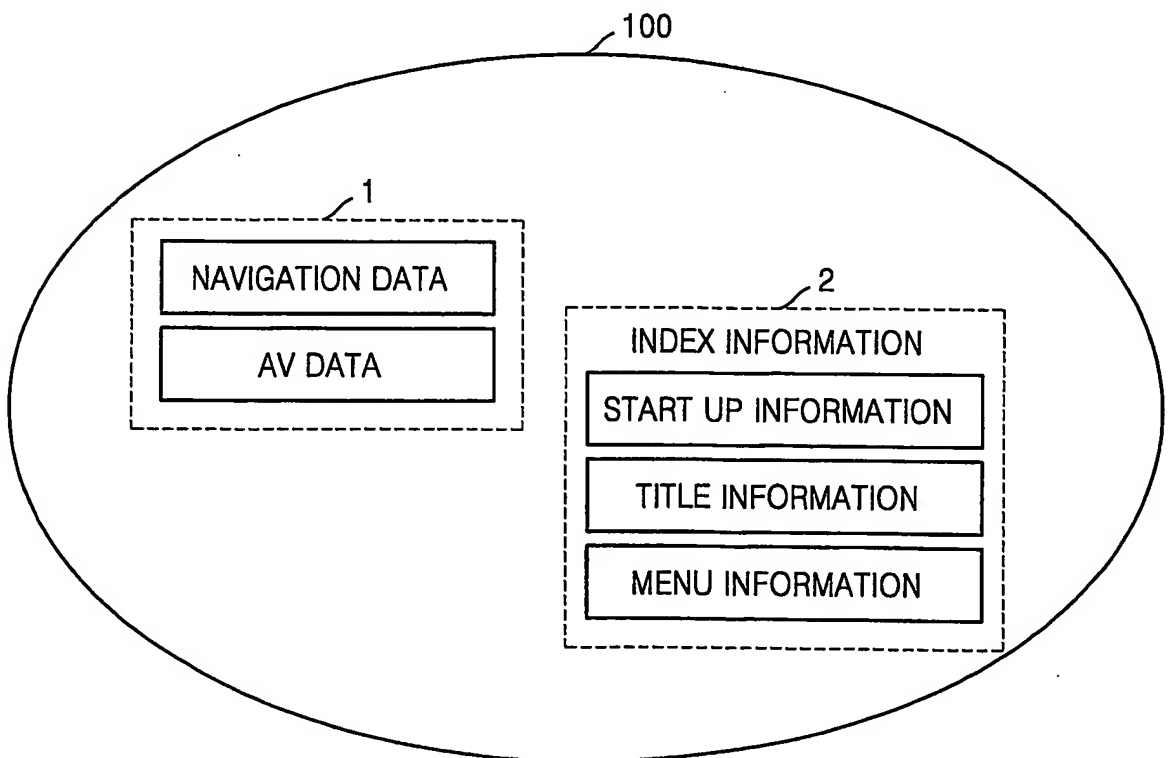 100
1
NAVIGATION DATA
AV DATA
2
INDEX INFORMATION
START UP INFORMATION
TITLE INFORMATION
MENU INFORMATION